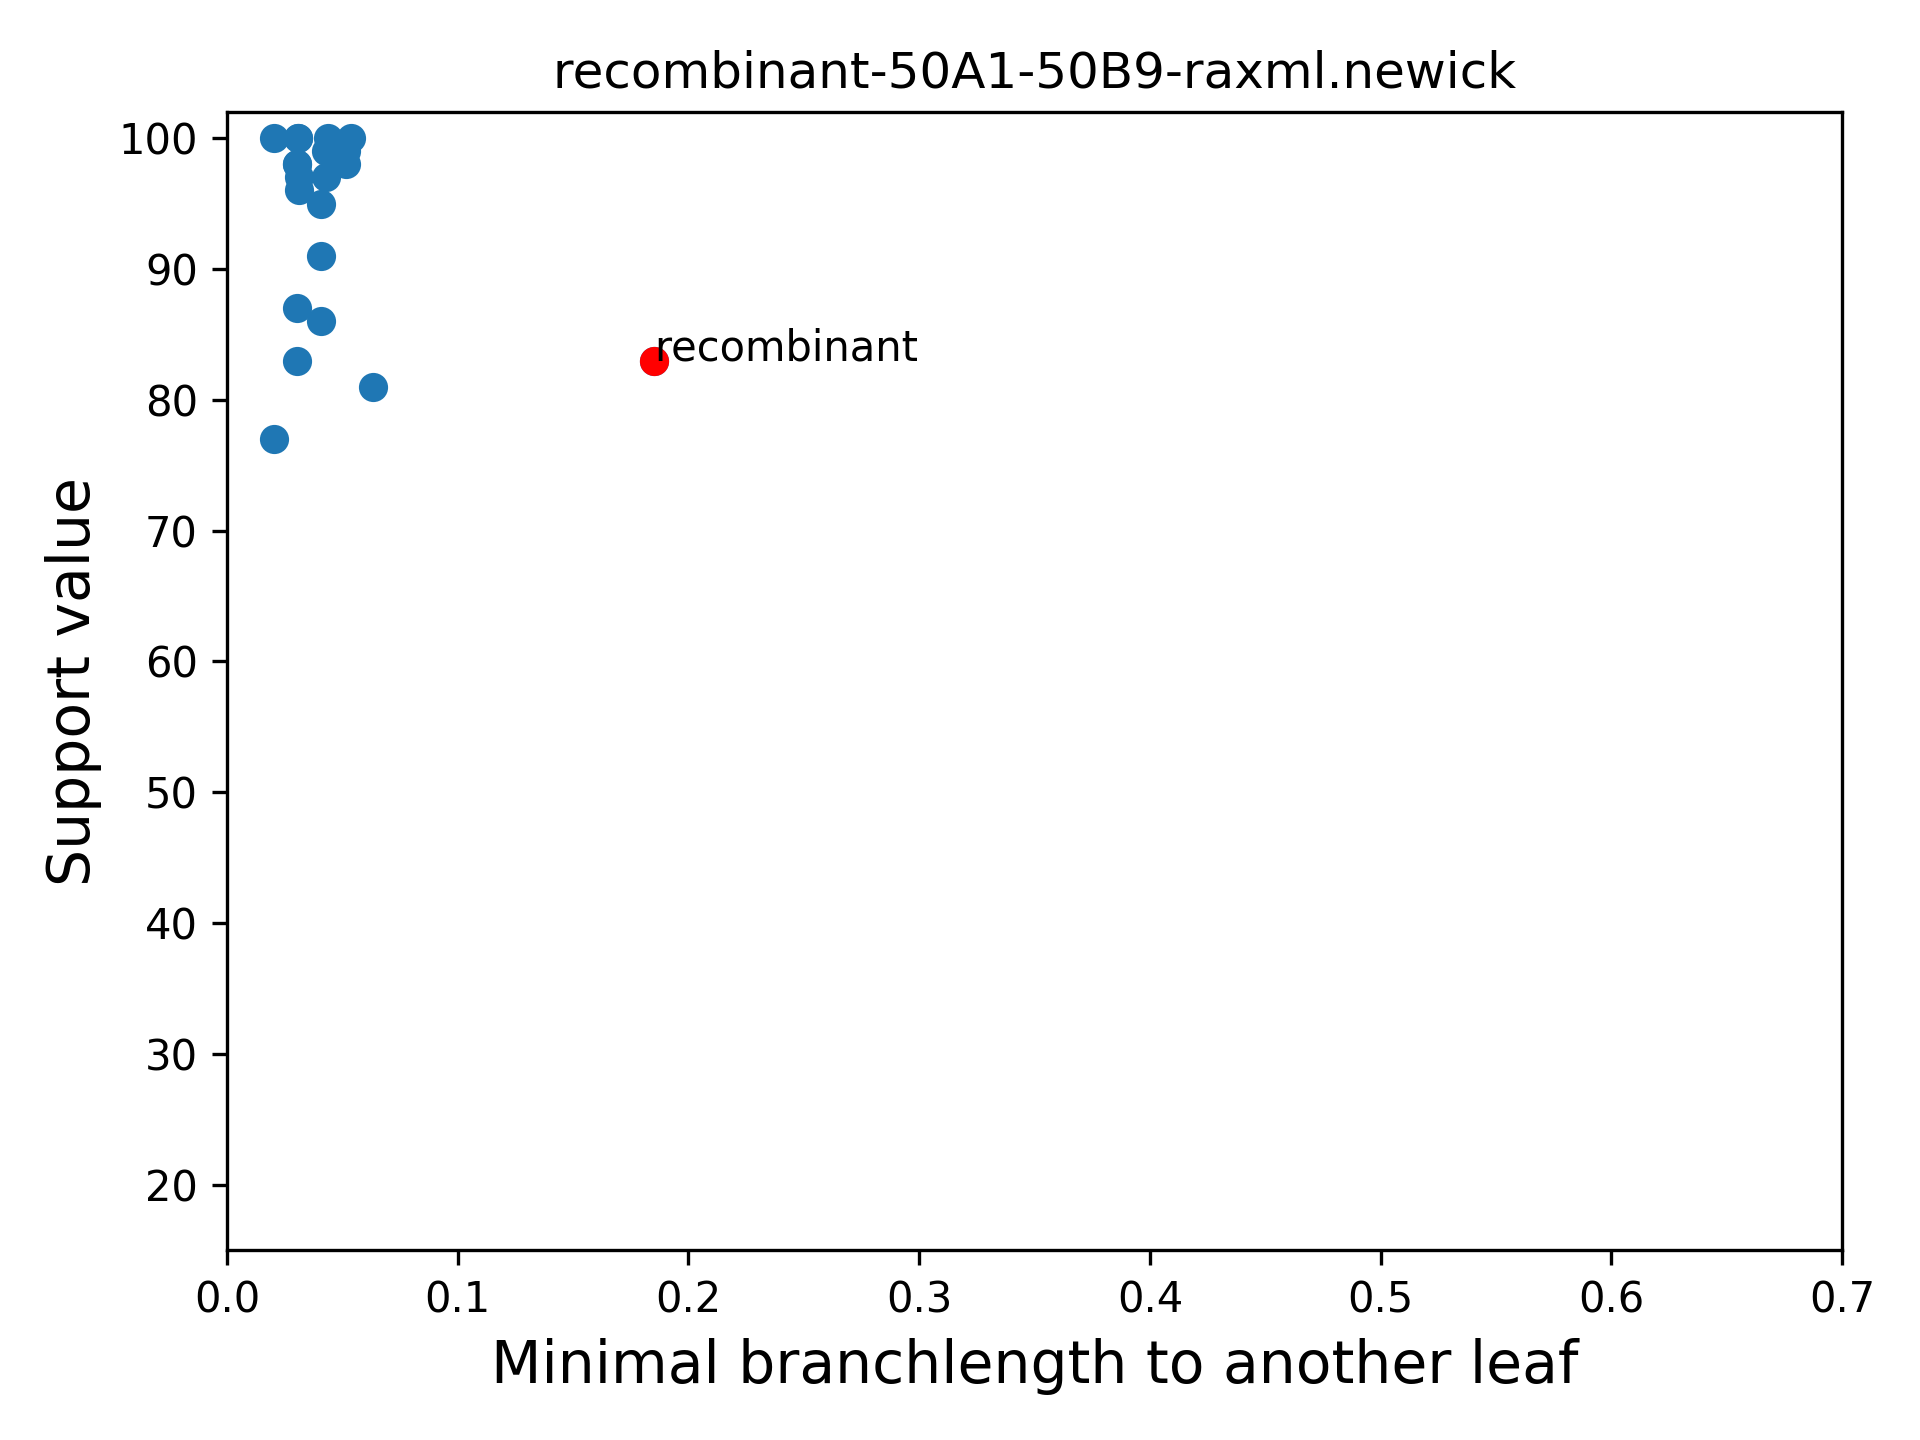 recombinant-50A1-50B9-raxml.newick
100
90
80
70
60
50
40
30
20
Support value
recombinant
0.0 0.1 0.2 0.3 0.4 0.5 0.6 0.7
Minimal branchlength to another leaf